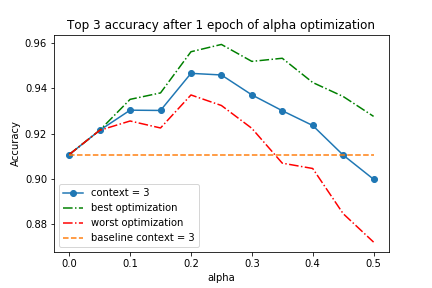 Top 3 accuracy after 1 epoch of alpha optimization
0.96
0.94
0.92
0.90
0.88
Accuracy
context = 3
best optimization
worst optimization
baseline context = 3
0.0 0.1 0.2 0.3 0.4 0.5
alpha